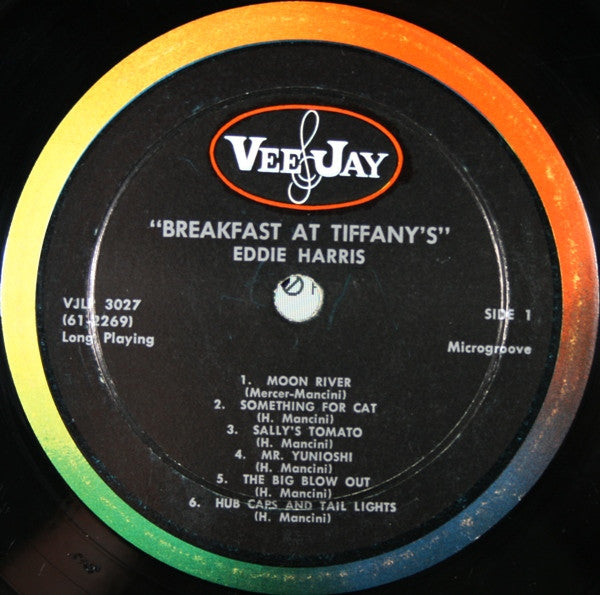 VEE JAY
"BREAKFAST AT TIFFANY'S"
EDDIE HARRIS
VJLP 3027
(61-2269)
Long Playing
SIDE 1
Microgroove
1. MOON RIVER
(Mercer-Mancini)
2. SOMETHING FOR CAT
(H. Mancini)
3. SALLY'S TOMATO
(H. Mancini)
4. MR. YUNIOSHI
(H. Mancini)
5. THE BIG BLOW OUT
(H. Mancini)
6. HUB CAPS AND TAIL LIGHTS
(H. Mancini)